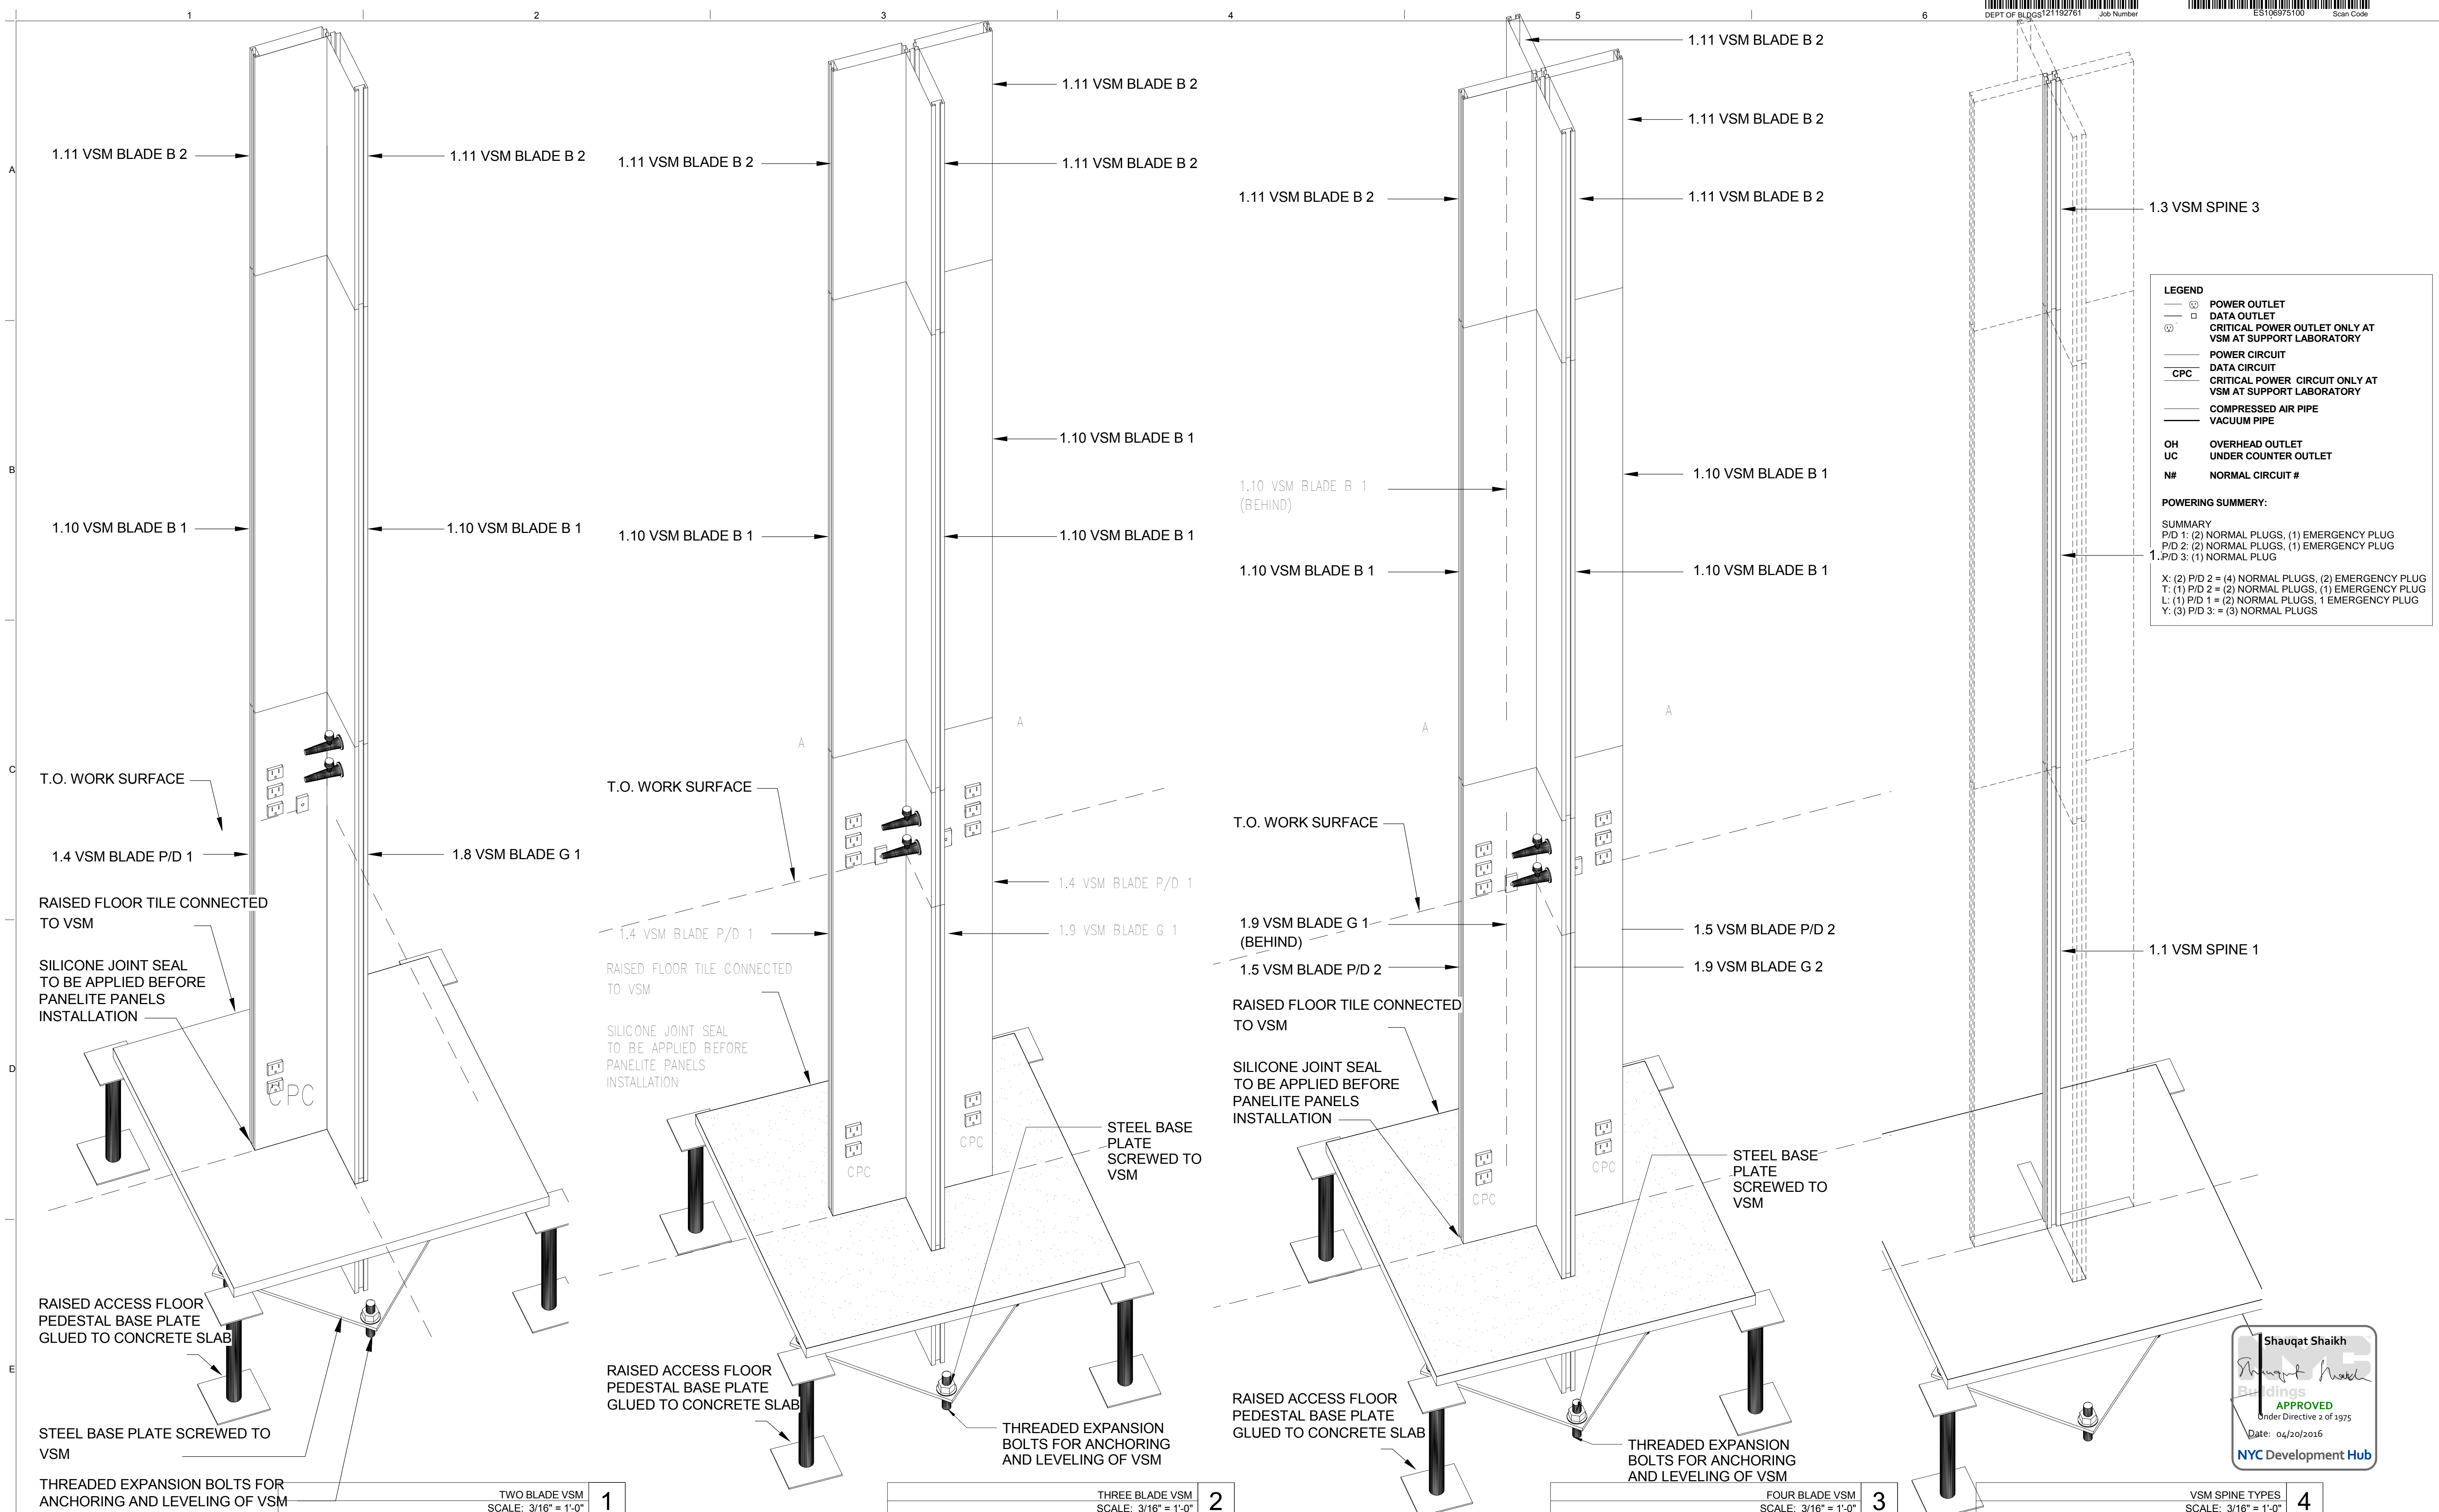 1
2
3
4
5
6
DEPT OF BLDGS 121192761 Job Number
ES106975100 Scan Code
A
B
C
D
E
1.11 VSM BLADE B 2
1.11 VSM BLADE B 2
1.10 VSM BLADE B 1
1.10 VSM BLADE B 1
T.O. WORK SURFACE
1.4 VSM BLADE P/D 1
1.8 VSM BLADE G 1
RAISED FLOOR TILE CONNECTED
TO VSM
SILICONE JOINT SEAL
TO BE APPLIED BEFORE
PANELITE PANELS
INSTALLATION
CPC
RAISED ACCESS FLOOR
PEDESTAL BASE PLATE
GLUED TO CONCRETE SLAB
STEEL BASE PLATE SCREWED TO
VSM
THREADED EXPANSION BOLTS FOR
ANCHORING AND LEVELING OF VSM
TWO BLADE VSM
SCALE: 3/16" = 1'-0"
1
1.11 VSM BLADE B 2
1.11 VSM BLADE B 2
1.11 VSM BLADE B 2
1.10 VSM BLADE B 1
1.10 VSM BLADE B 1
1.10 VSM BLADE B 1
A
A
T.O. WORK SURFACE
1.4 VSM BLADE P/D 1
1.4 VSM BLADE P/D 1
1.9 VSM BLADE G 1
RAISED FLOOR TILE CONNECTED
TO VSM
SILICONE JOINT SEAL
TO BE APPLIED BEFORE
PANELITE PANELS
INSTALLATION
CPC
CPC
STEEL BASE
PLATE
SCREWED TO
VSM
RAISED ACCESS FLOOR
PEDESTAL BASE PLATE
GLUED TO CONCRETE SLAB
THREADED EXPANSION
BOLTS FOR ANCHORING
AND LEVELING OF VSM
THREE BLADE VSM
SCALE: 3/16" = 1'-0"
2
1.11 VSM BLADE B 2
1.11 VSM BLADE B 2
1.11 VSM BLADE B 2
1.11 VSM BLADE B 2
1.10 VSM BLADE B 1
(BEHIND)
1.10 VSM BLADE B 1
1.10 VSM BLADE B 1
1.10 VSM BLADE B 1
A
A
T.O. WORK SURFACE
1.9 VSM BLADE G 1
(BEHIND)
1.5 VSM BLADE P/D 2
1.5 VSM BLADE P/D 2
1.9 VSM BLADE G 2
RAISED FLOOR TILE CONNECTED
TO VSM
SILICONE JOINT SEAL
TO BE APPLIED BEFORE
PANELITE PANELS
INSTALLATION
CPC
CPC
STEEL BASE
PLATE
SCREWED TO
VSM
RAISED ACCESS FLOOR
PEDESTAL BASE PLATE
GLUED TO CONCRETE SLAB
THREADED EXPANSION
BOLTS FOR ANCHORING
AND LEVELING OF VSM
FOUR BLADE VSM
SCALE: 3/16" = 1'-0"
3
1.3 VSM SPINE 3
1.1 VSM SPINE 1
LEGEND
POWER OUTLET
DATA OUTLET
CRITICAL POWER OUTLET ONLY AT
VSM AT SUPPORT LABORATORY
POWER CIRCUIT
DATA CIRCUIT
CPC CRITICAL POWER CIRCUIT ONLY AT
VSM AT SUPPORT LABORATORY
COMPRESSED AIR PIPE
VACUUM PIPE
OH OVERHEAD OUTLET
UC UNDER COUNTER OUTLET
N# NORMAL CIRCUIT #
POWERING SUMMERY:
SUMMARY
P/D 1: (2) NORMAL PLUGS, (1) EMERGENCY PLUG
P/D 2: (2) NORMAL PLUGS, (1) EMERGENCY PLUG
P/D 3: (1) NORMAL PLUG
X: (2) P/D 2 = (4) NORMAL PLUGS, (2) EMERGENCY PLUG
T: (1) P/D 2 = (2) NORMAL PLUGS, (1) EMERGENCY PLUG
L: (1) P/D 1 = (2) NORMAL PLUGS, 1 EMERGENCY PLUG
Y: (3) P/D 3: = (3) NORMAL PLUGS
Shauqat Shaikh
NYC
Buildings
APPROVED
Under Directive 2 of 1975
Date: 04/20/2016
NYC Development Hub
VSM SPINE TYPES
SCALE: 3/16" = 1'-0"
4